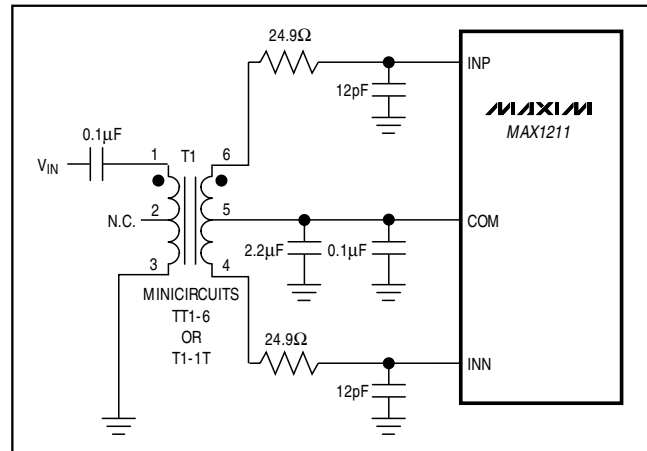 24.9Ω
INP
12pF
MAXIM
MAX1211
0.1μF
1 T1 6
VIN
N.C. 2 5
COM
2.2μF 0.1μF
3 4
MINICIRCUITS
TT1-6
OR
T1-1T
24.9Ω
INN
12pF